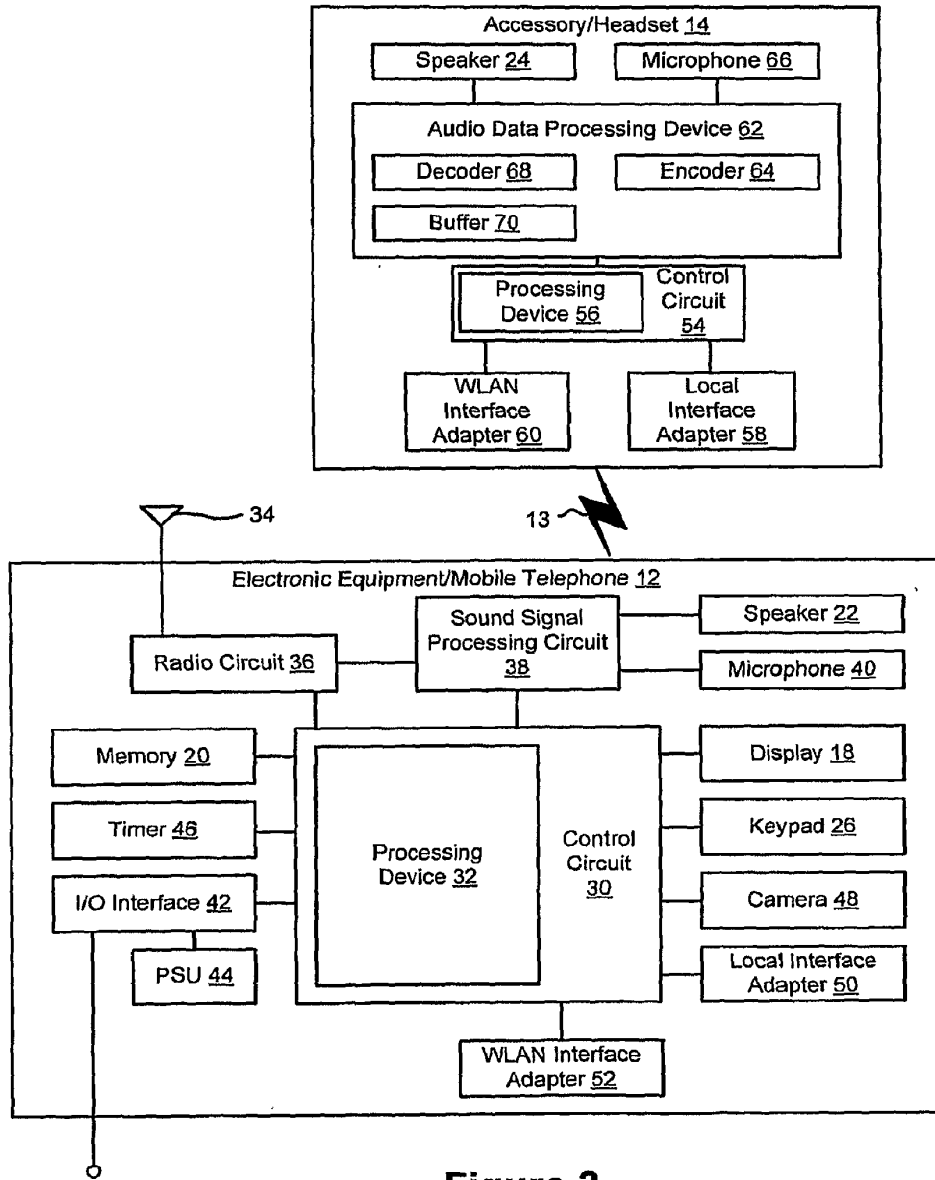 Accessory/Headset 14
Speaker 24
Microphone 66
Audio Data Processing Device 62
Decoder 68
Encoder 64
Buffer 70
Processing
Device 56
Control
Circuit
54
WLAN
Interface
Adapter 60
Local
Interface
Adapter 58
34
13
Electronic Equipment/Mobile Telephone 12
Radio Circuit 36
Sound Signal
Processing Circuit
38
Speaker 22
Microphone 40
Memory 20
Timer 46
I/O Interface 42
PSU 44
Processing
Device 32
Control
Circuit
30
Display 18
Keypad 26
Camera 48
Local Interface
Adapter 50
WLAN Interface
Adapter 52
Figure